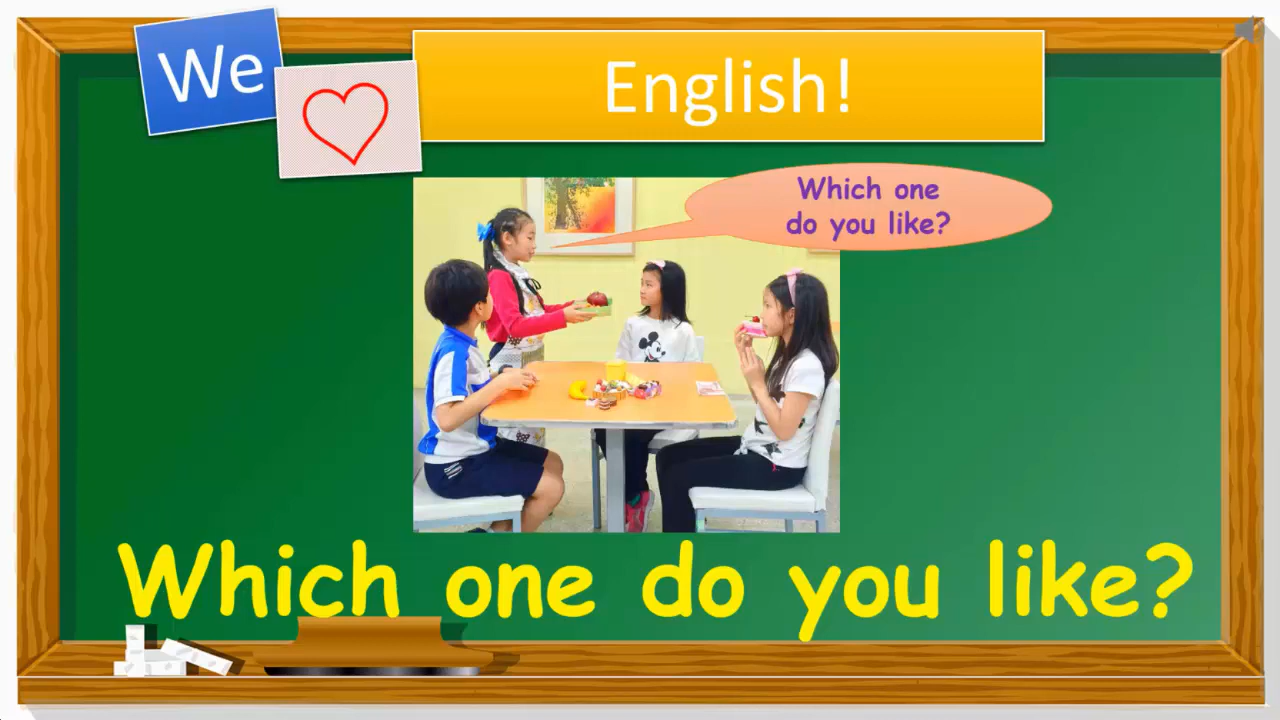 We
English!
Which one
do you like?
Which one do you like?